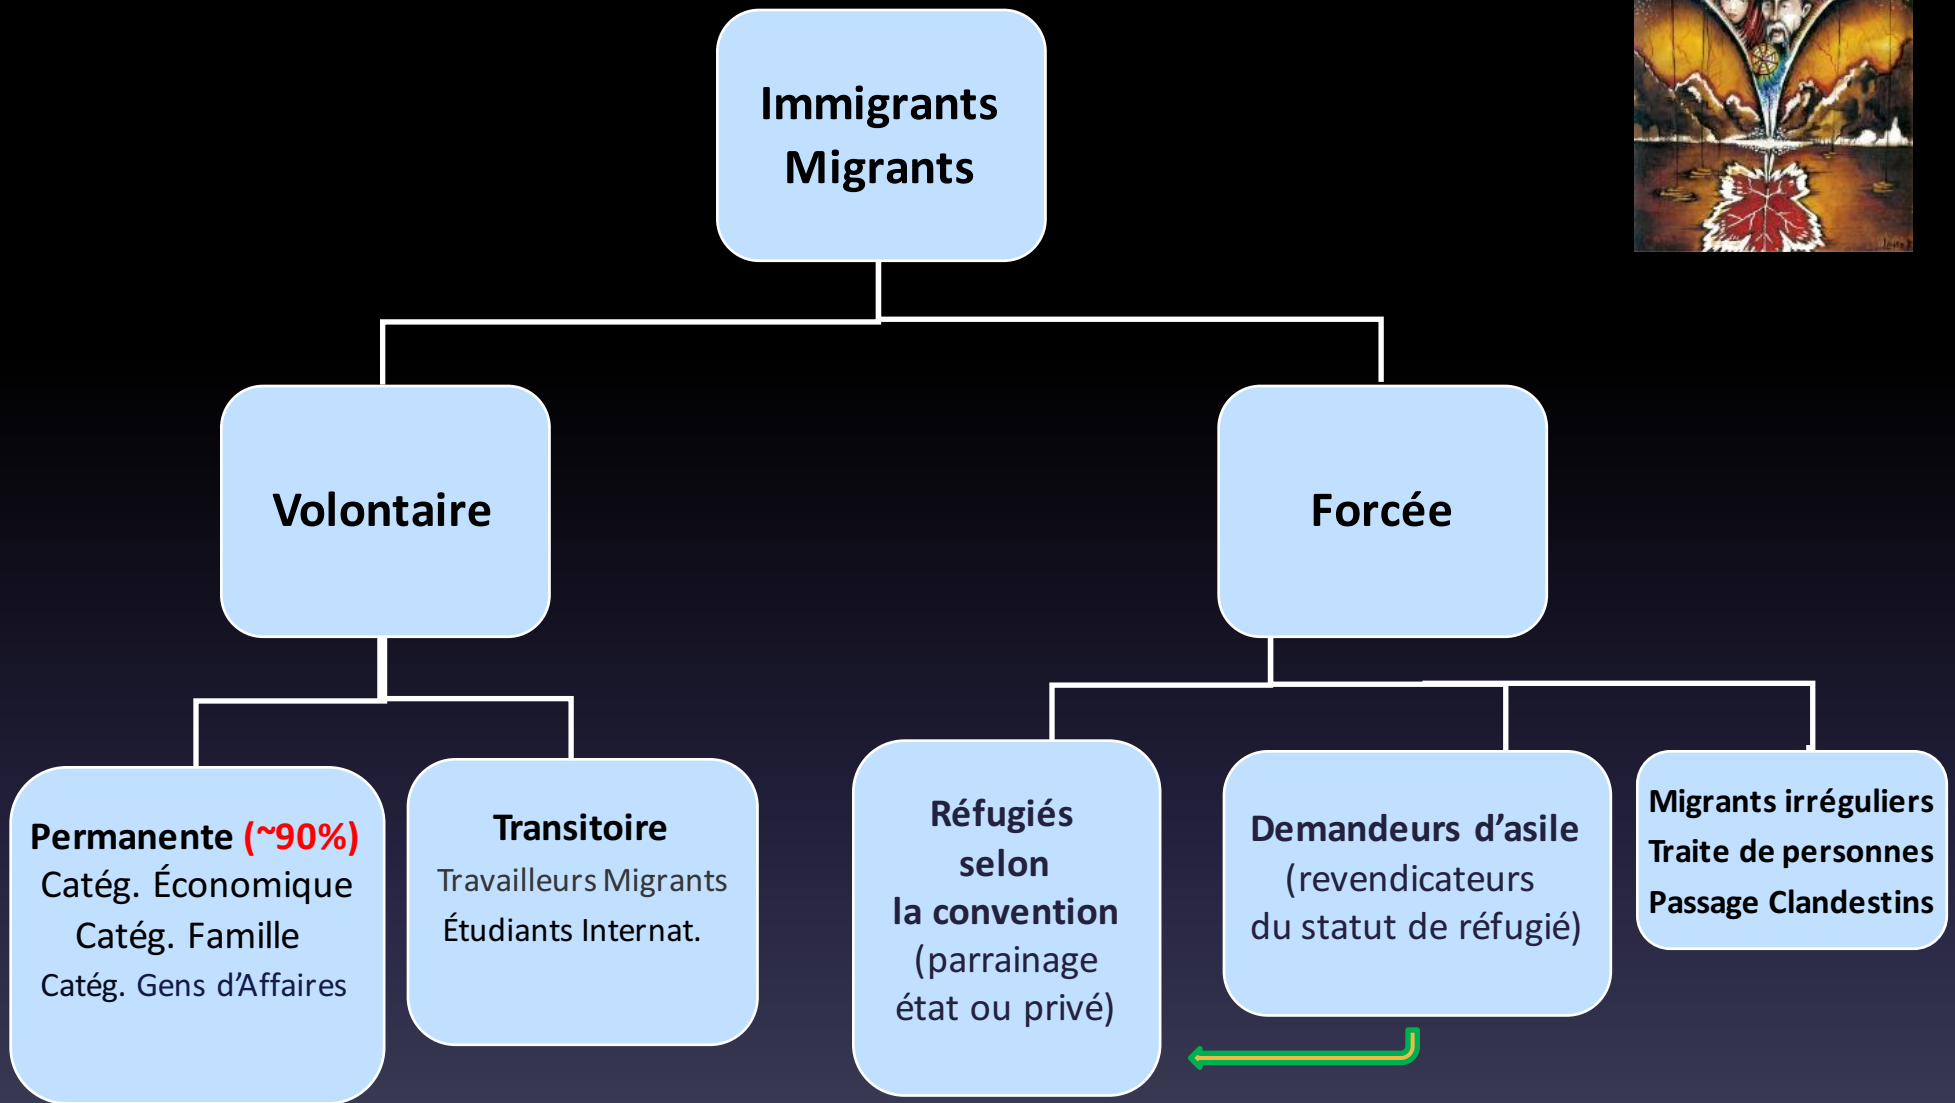 Immigrants
Migrants
Volontaire
Forcée
Permanente (~90%)
Catég. Économique
Catég. Famille
Catég. Gens d’Affaires
Transitoire
Travailleurs Migrants
Étudiants Internat.
Réfugiés
selon
la convention
(parrainage
état ou privé)
Demandeurs d’asile
(revendicateurs
du statut de réfugié)
Migrants irréguliers
Traite de personnes
Passage Clandestins